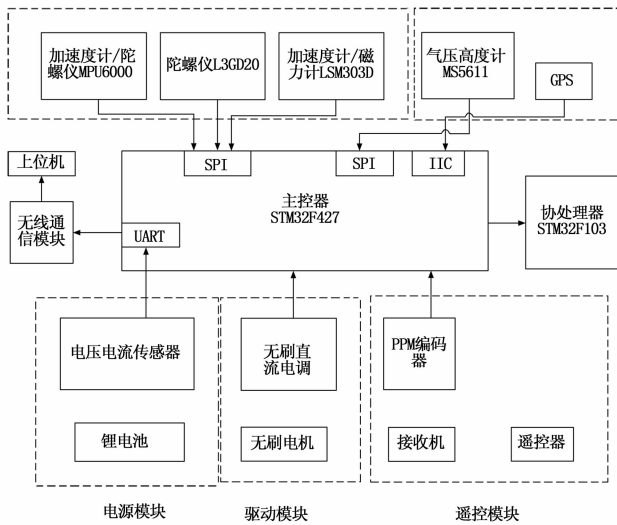 加速度计/陀
螺仪MPU6000
陀螺仪L3GD20
加速度计/磁
力计LSM303D
气压高度计
MS5611
GPS
SPI
SPI
IIC
上位机
主控器
STM32F427
无线通
信模块
UART
协处理器
STM32F103
电压电流传感器
无刷直
流电调
PPM编码
器
锂电池
无刷电机
接收机
遥控器
电源模块
驱动模块
遥控模块